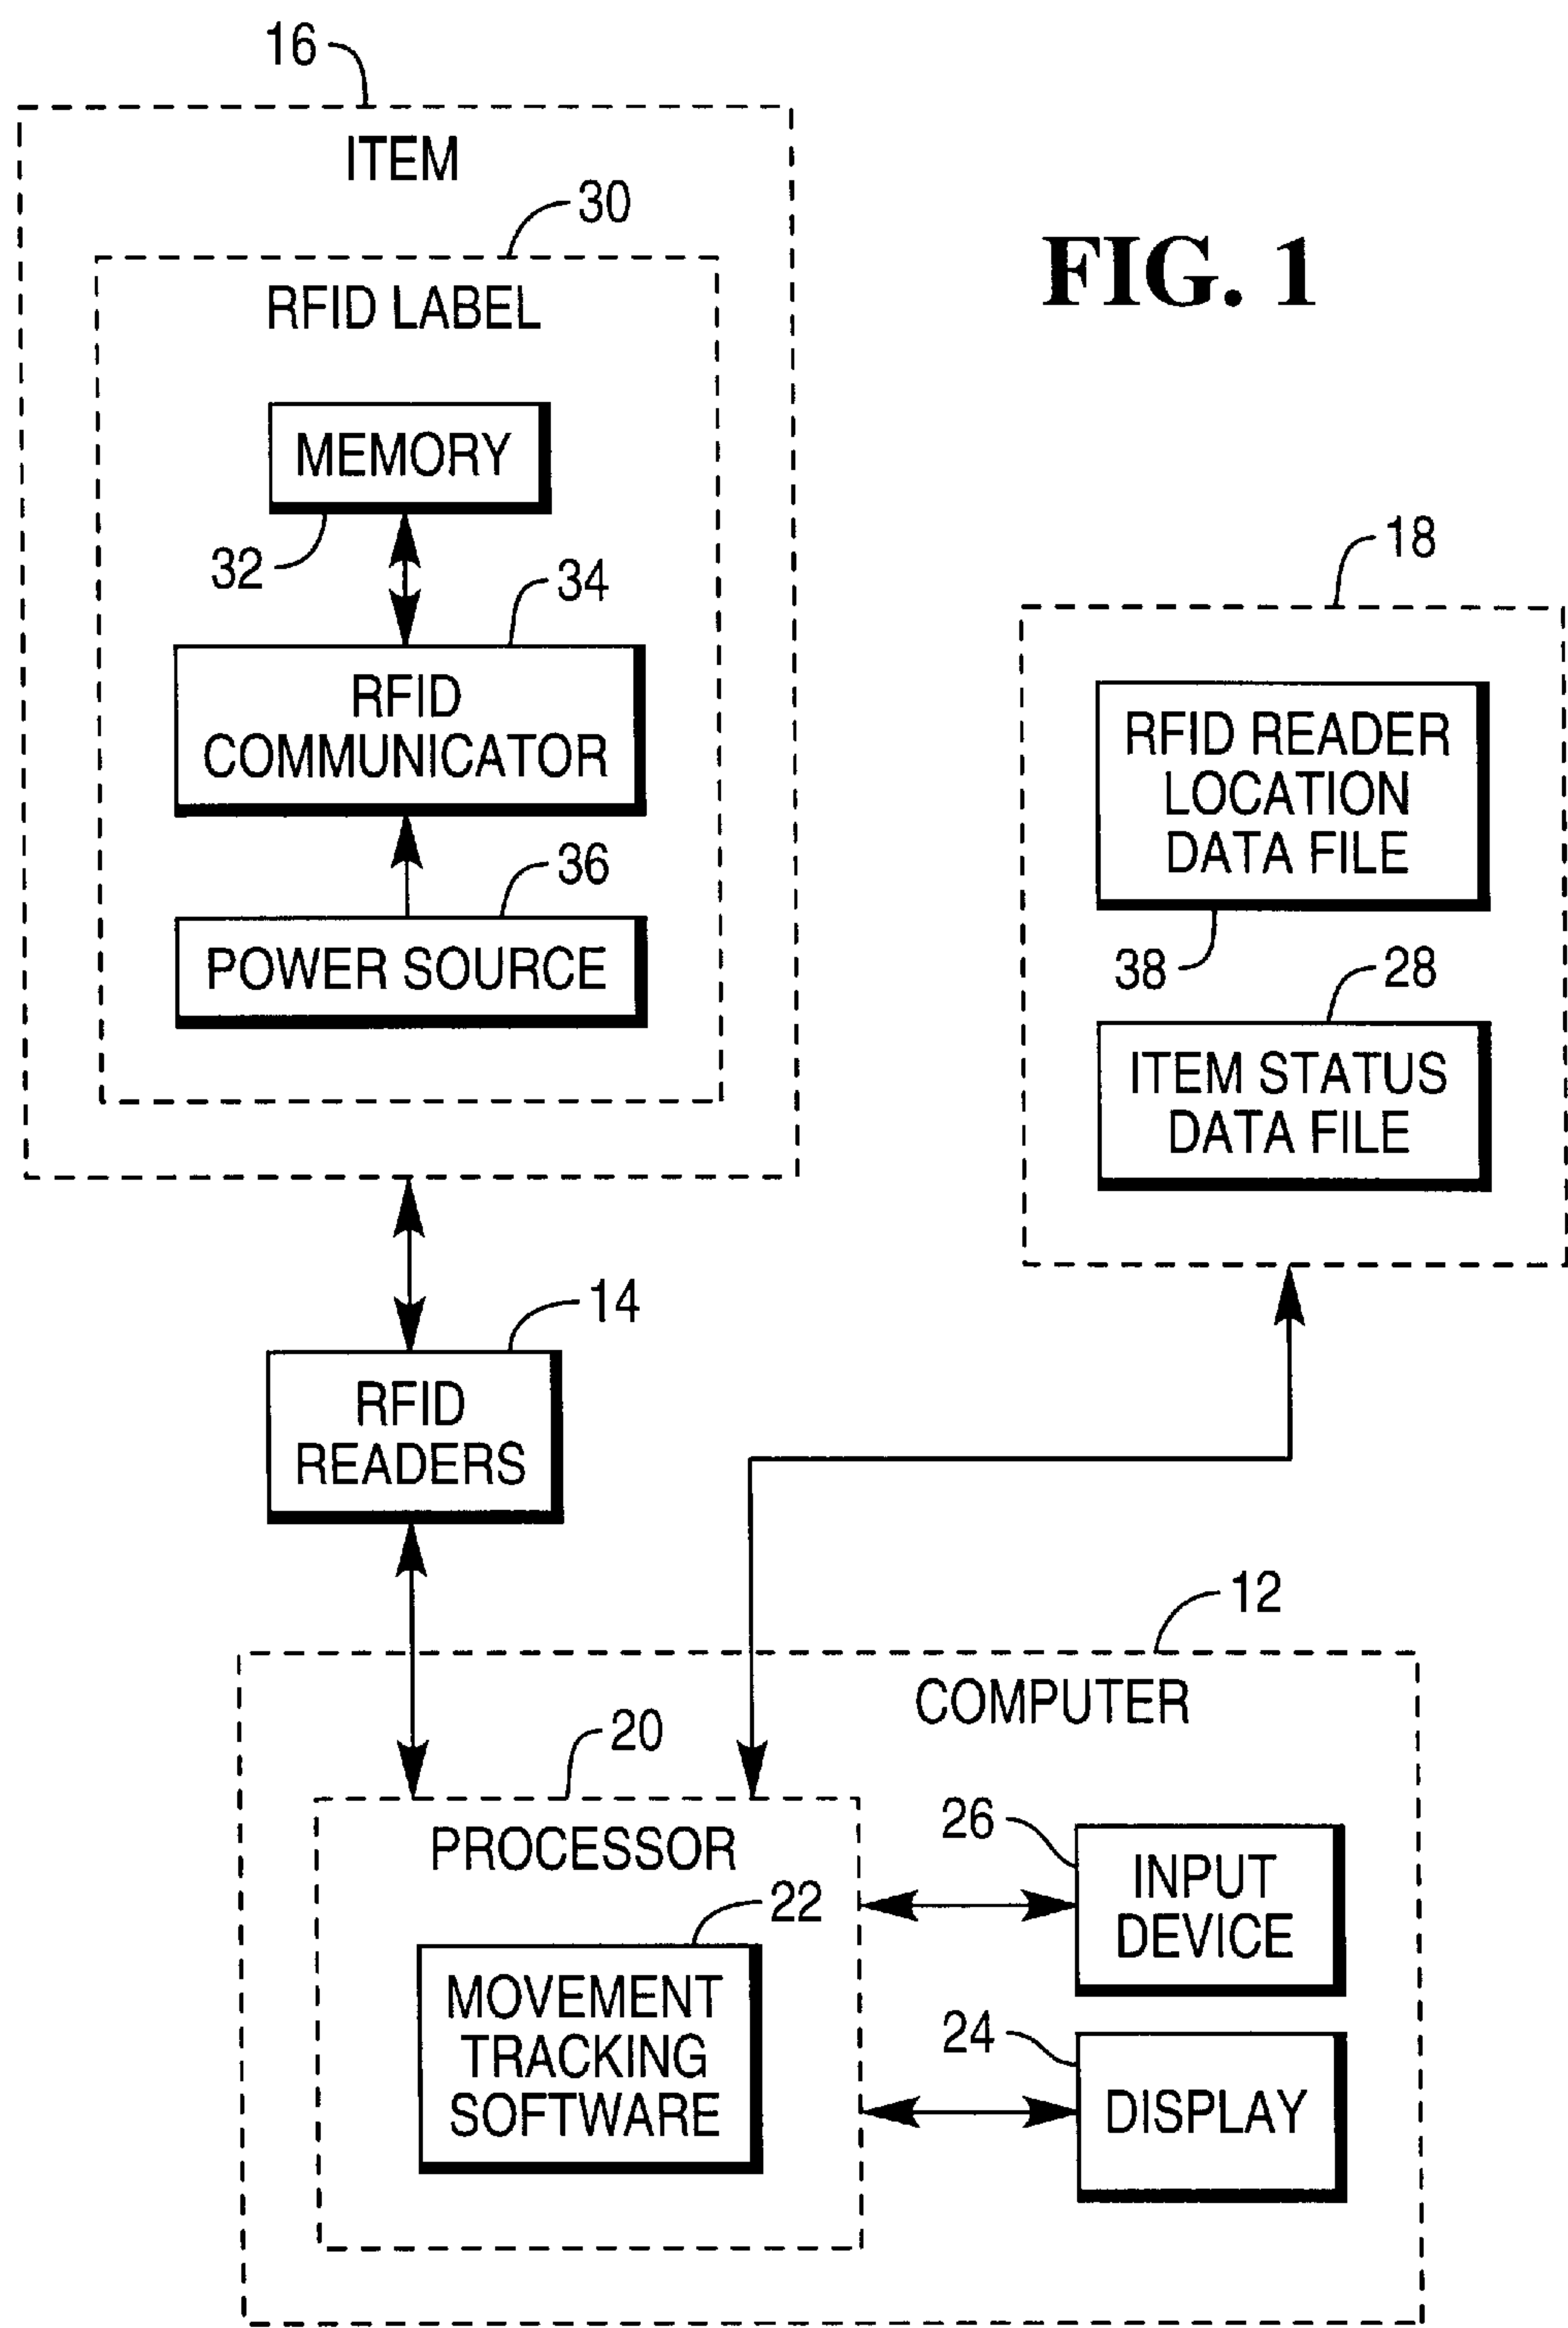 16
ITEM
30
RFID LABEL
MEMORY
32
34
RFID
COMMUNICATOR
36
POWER SOURCE
FIG. 1
18
RFID READER
LOCATION
DATA FILE
38
28
ITEM STATUS
DATA FILE
14
RFID
READERS
12
COMPUTER
20
PROCESSOR
22
MOVEMENT
TRACKING
SOFTWARE
26
INPUT
DEVICE
24
DISPLAY